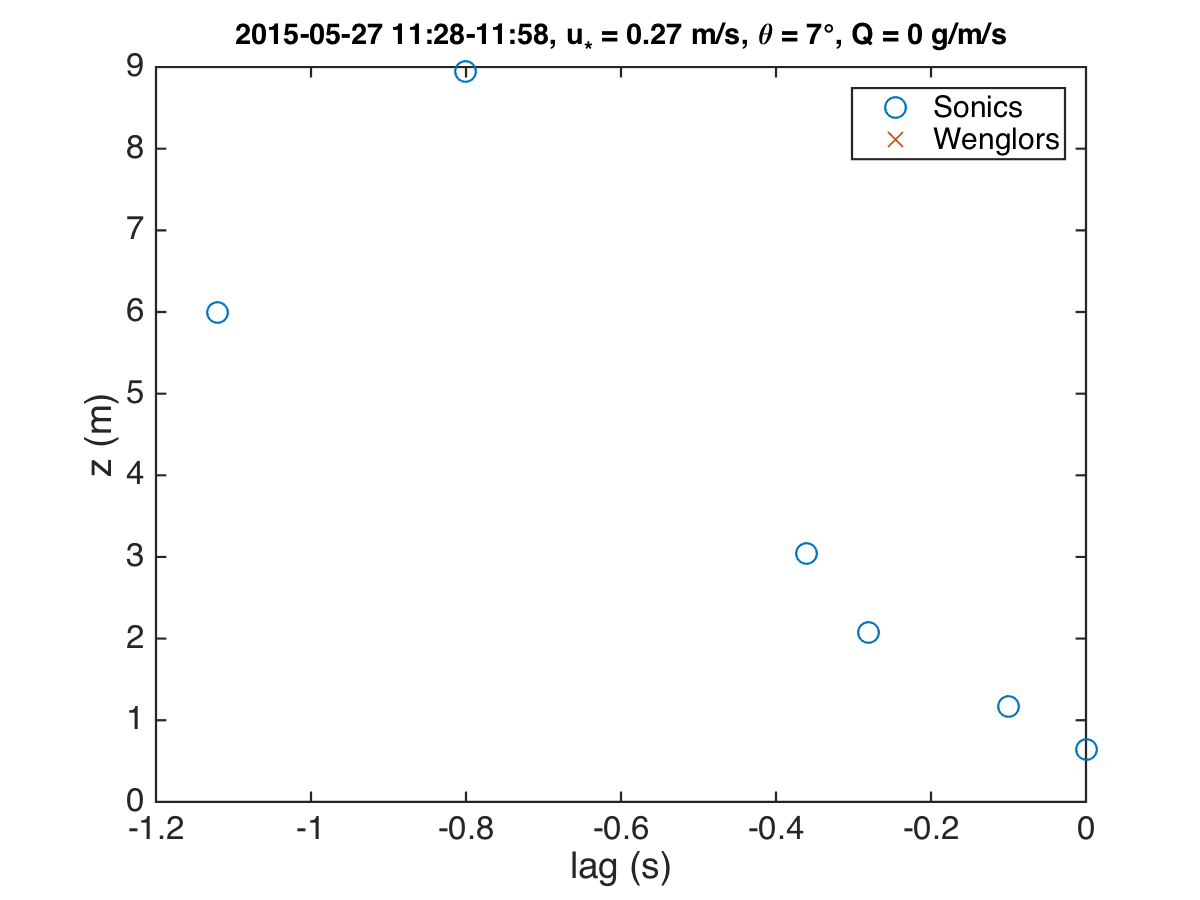 2015-05-27 11:28-11:58, u* = 0.27 m/s, θ = 7°, Q = 0 g/m/s
Sonics
Wenglors
9
8
7
6
5
4
3
2
1
0
z (m)
-1.2 -1 -0.8 -0.6 -0.4 -0.2 0
lag (s)